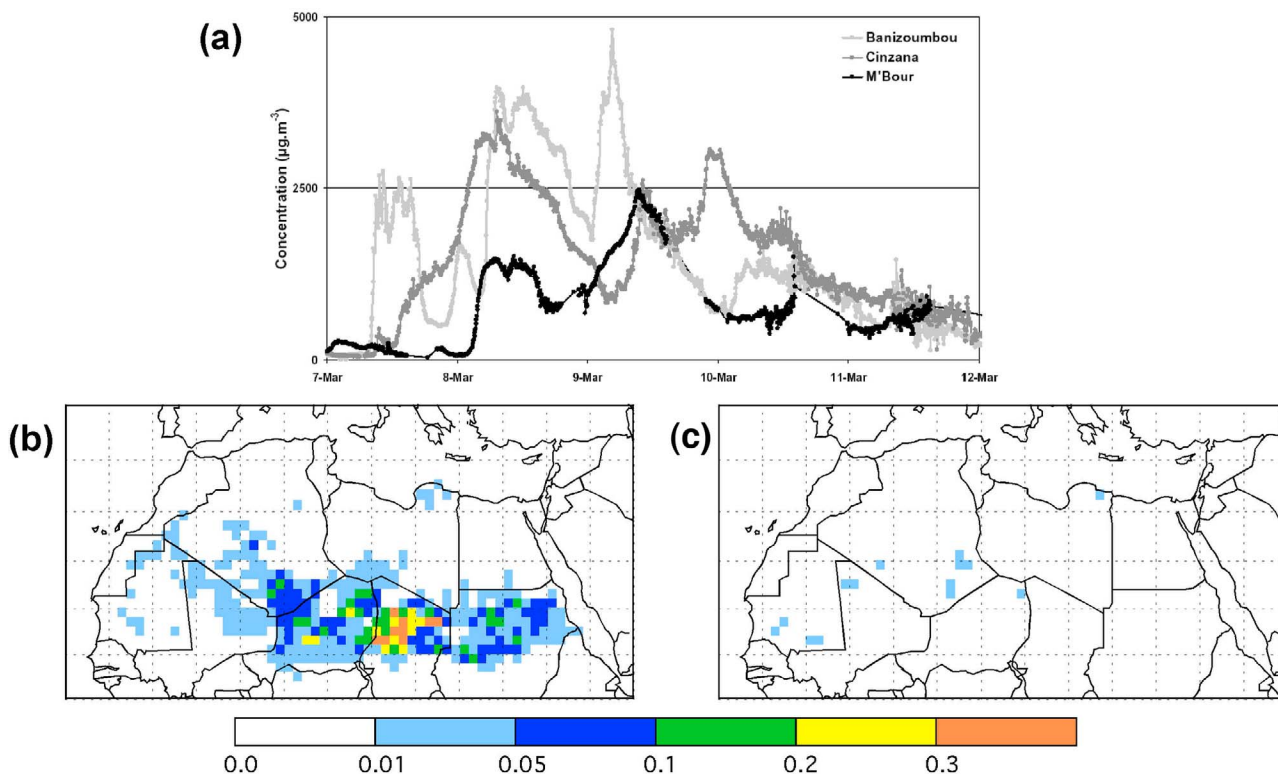 (a)
5000
2500
0
Concentration (µg.m-3)
Banizoumbou
Cinzana
M'Bour
7-Mar 8-Mar 9-Mar 10-Mar 11-Mar 12-Mar
(b)
(c)
0.0 0.01 0.05 0.1 0.2 0.3